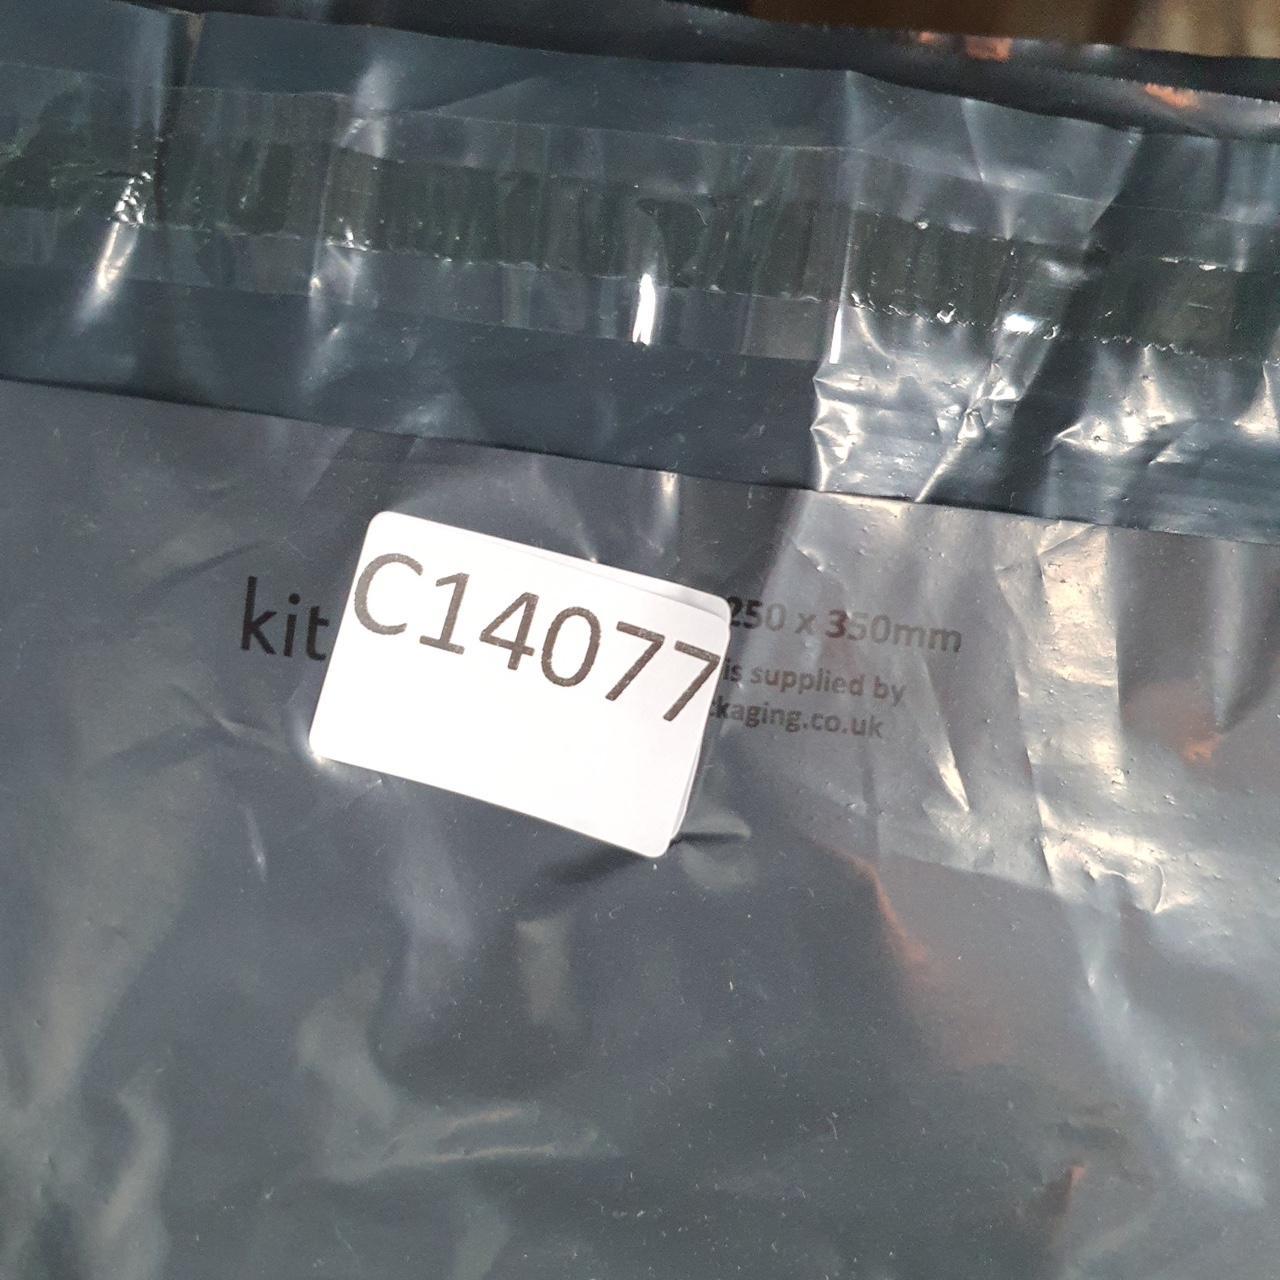 C14077
kit
250 x 350mm
is supplied by
ckaging.co.uk